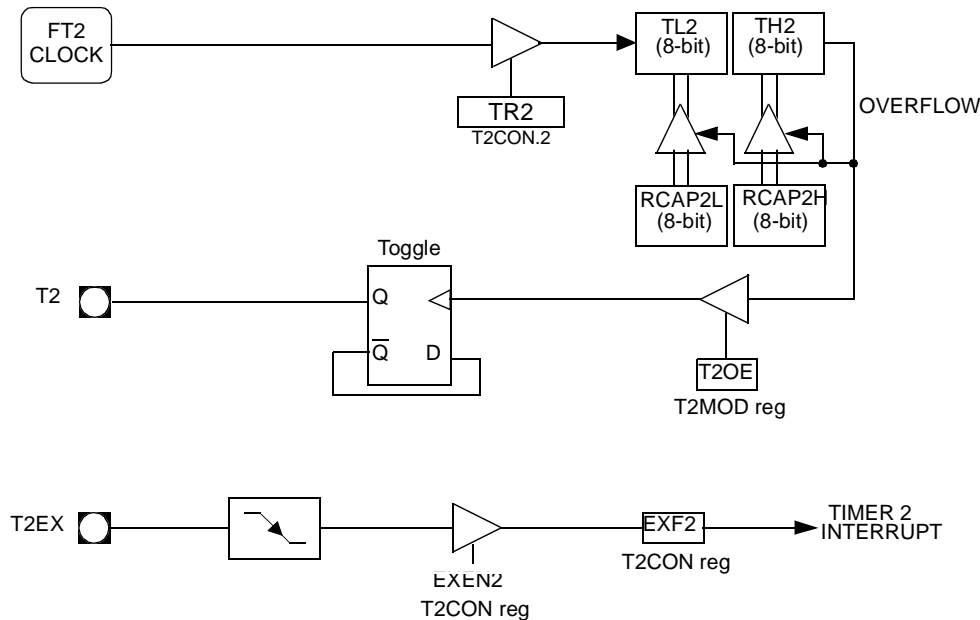 FT2
CLOCK
TL2
(8-bit)
TH2
(8-bit)
TR2
T2CON.2
OVERFLOW
RCAP2L
(8-bit)
RCAP2H
(8-bit)
Toggle
T2
Q
Q
D
T2OE
T2MOD reg
T2EX
EXEN2
T2CON reg
EXF2
T2CON reg
TIMER 2
INTERRUPT